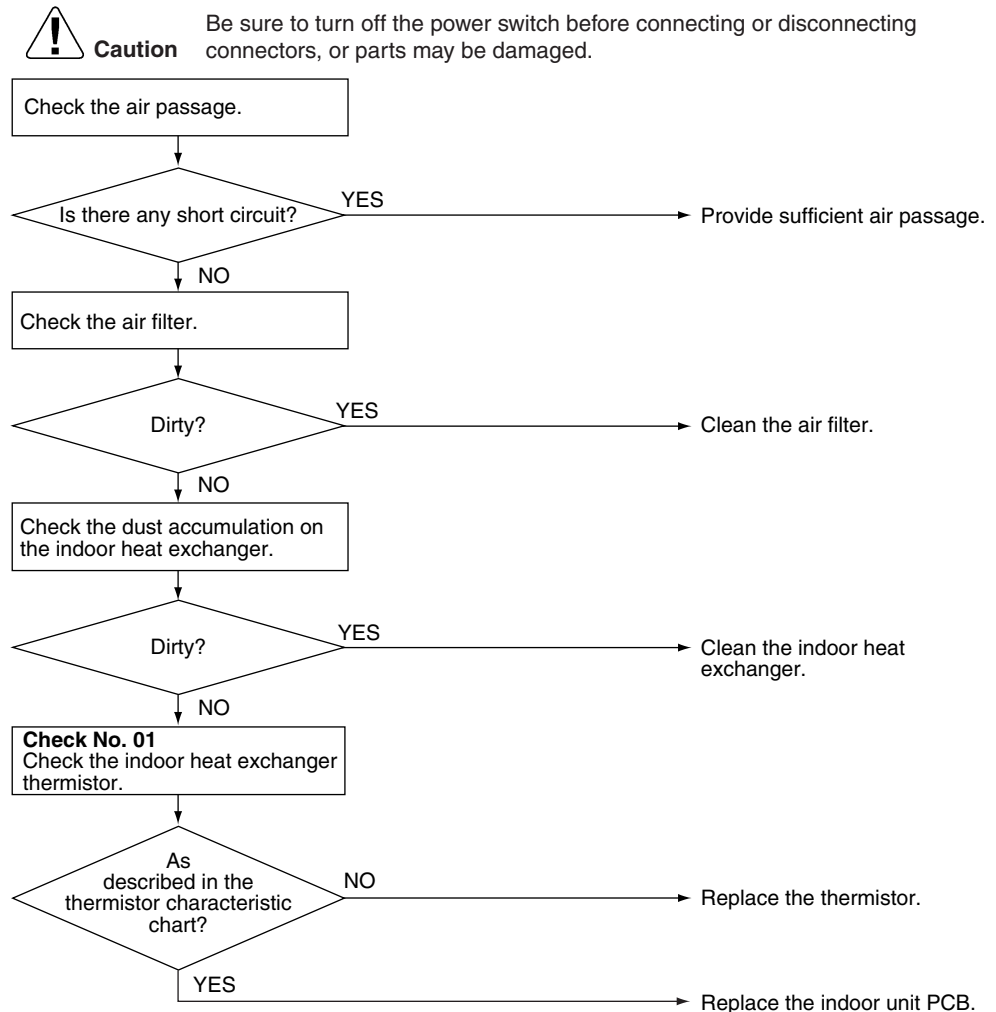 Be sure to turn off the power switch before connecting or disconnecting
Caution connectors, or parts may be damaged.
Check the air passage.
Is there any short circuit?
YES
Provide sufficient air passage.
NO
Check the air filter.
Dirty?
YES
Clean the air filter.
NO
Check the dust accumulation on
the indoor heat exchanger.
Dirty?
YES
Clean the indoor heat
exchanger.
NO
Check No. 01
Check the indoor heat exchanger
thermistor.
As
described in the
thermistor characteristic
chart?
NO
Replace the thermistor.
YES
Replace the indoor unit PCB.